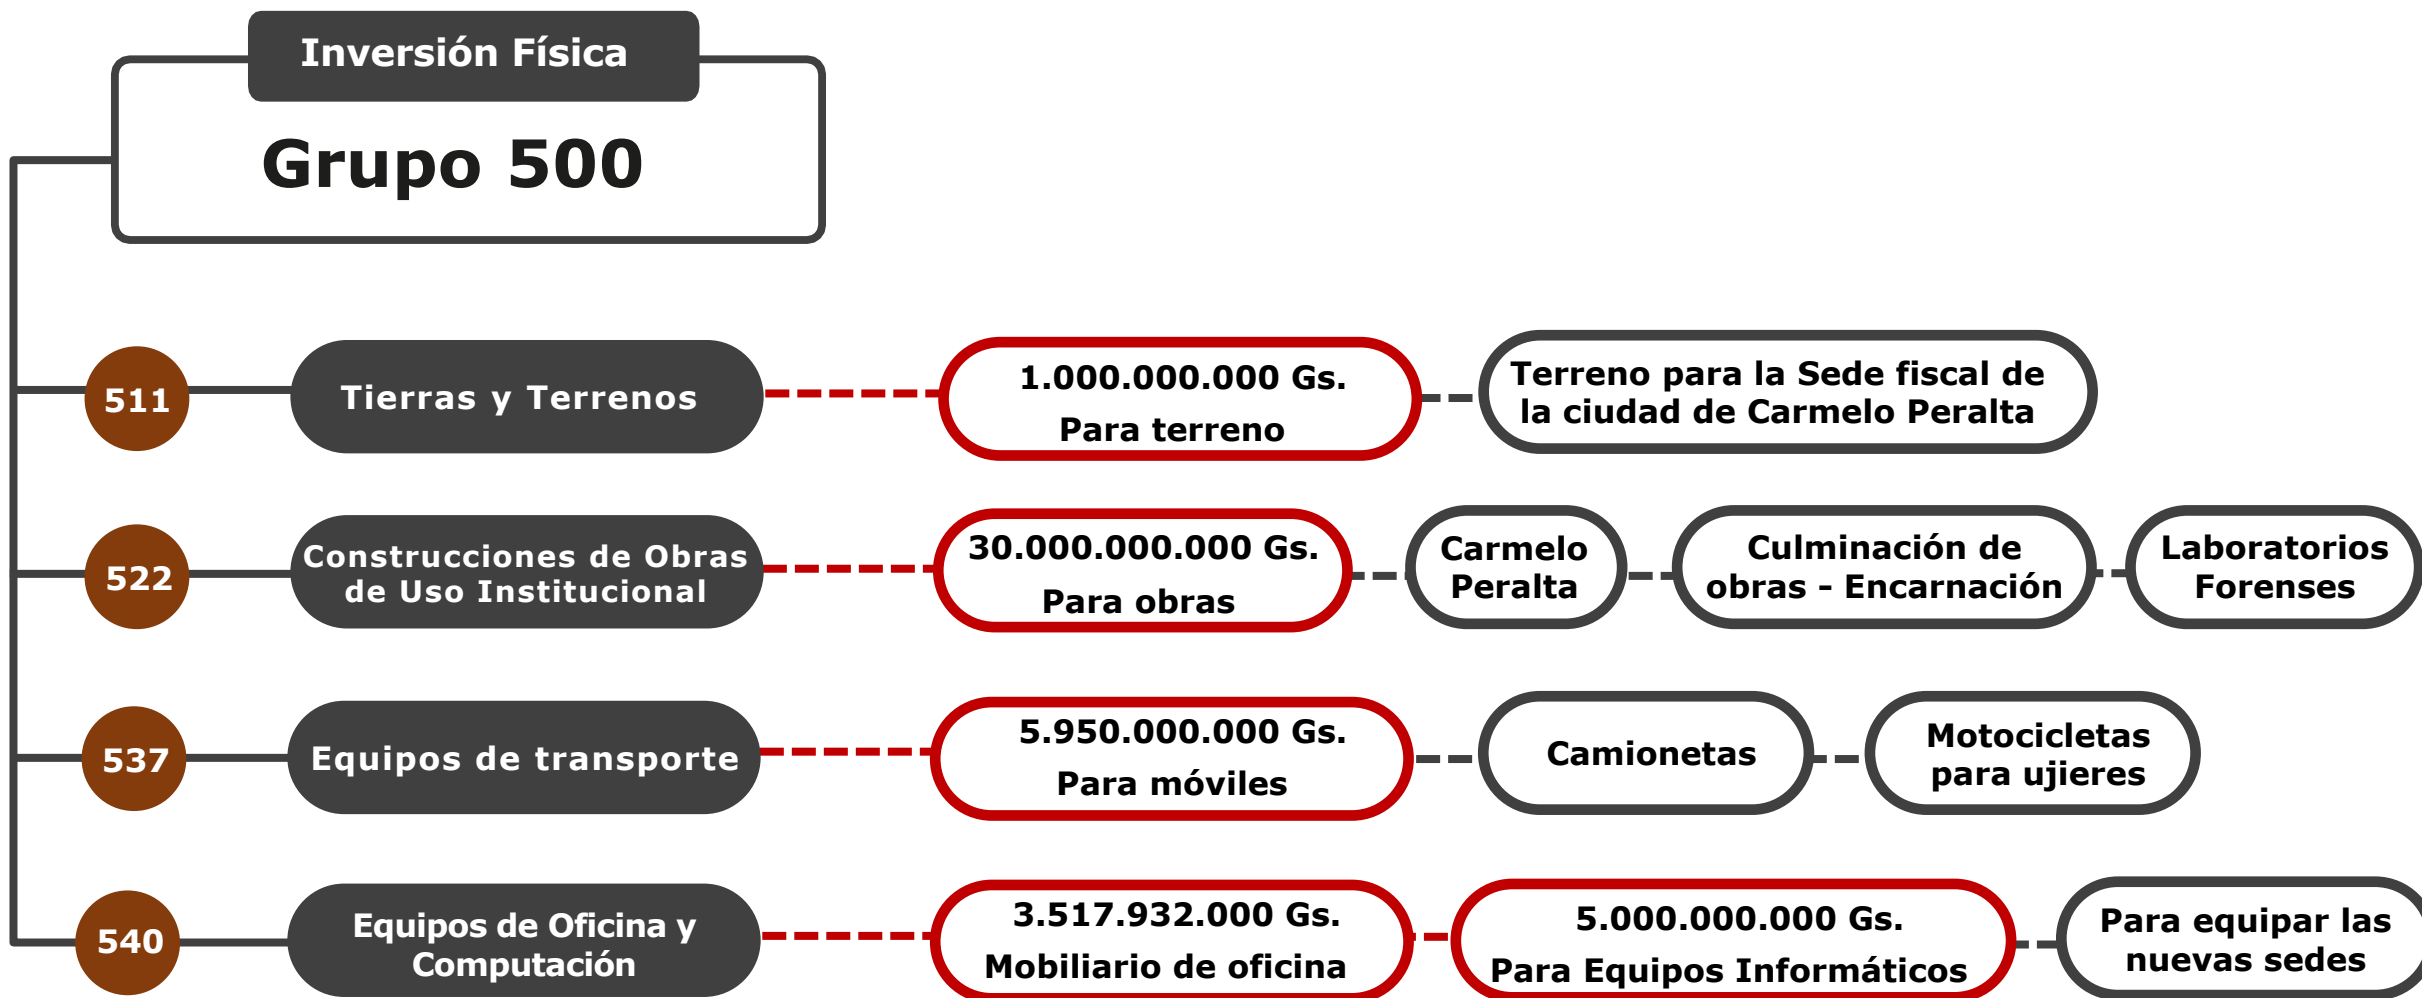 Inversión Física
Grupo 500
511
Tierras y Terrenos
1.000.000.000 Gs.
Para terreno
Terreno para la Sede fiscal de
la ciudad de Carmelo Peralta
522
Construcciones de Obras
de Uso Institucional
30.000.000.000 Gs.
Para obras
Carmelo
Peralta
Culminación de
obras – Encarnación
Laboratorios
Forenses
537
Equipos de transporte
5.950.000.000 Gs.
Para móviles
Camionetas
Motocicletas
para ujieres
540
Equipos de Oficina y
Computación
3.517.932.000 Gs.
Mobiliario de oficina
5.000.000.000 Gs.
Para Equipos Informáticos
Para equipar las
nuevas sedes